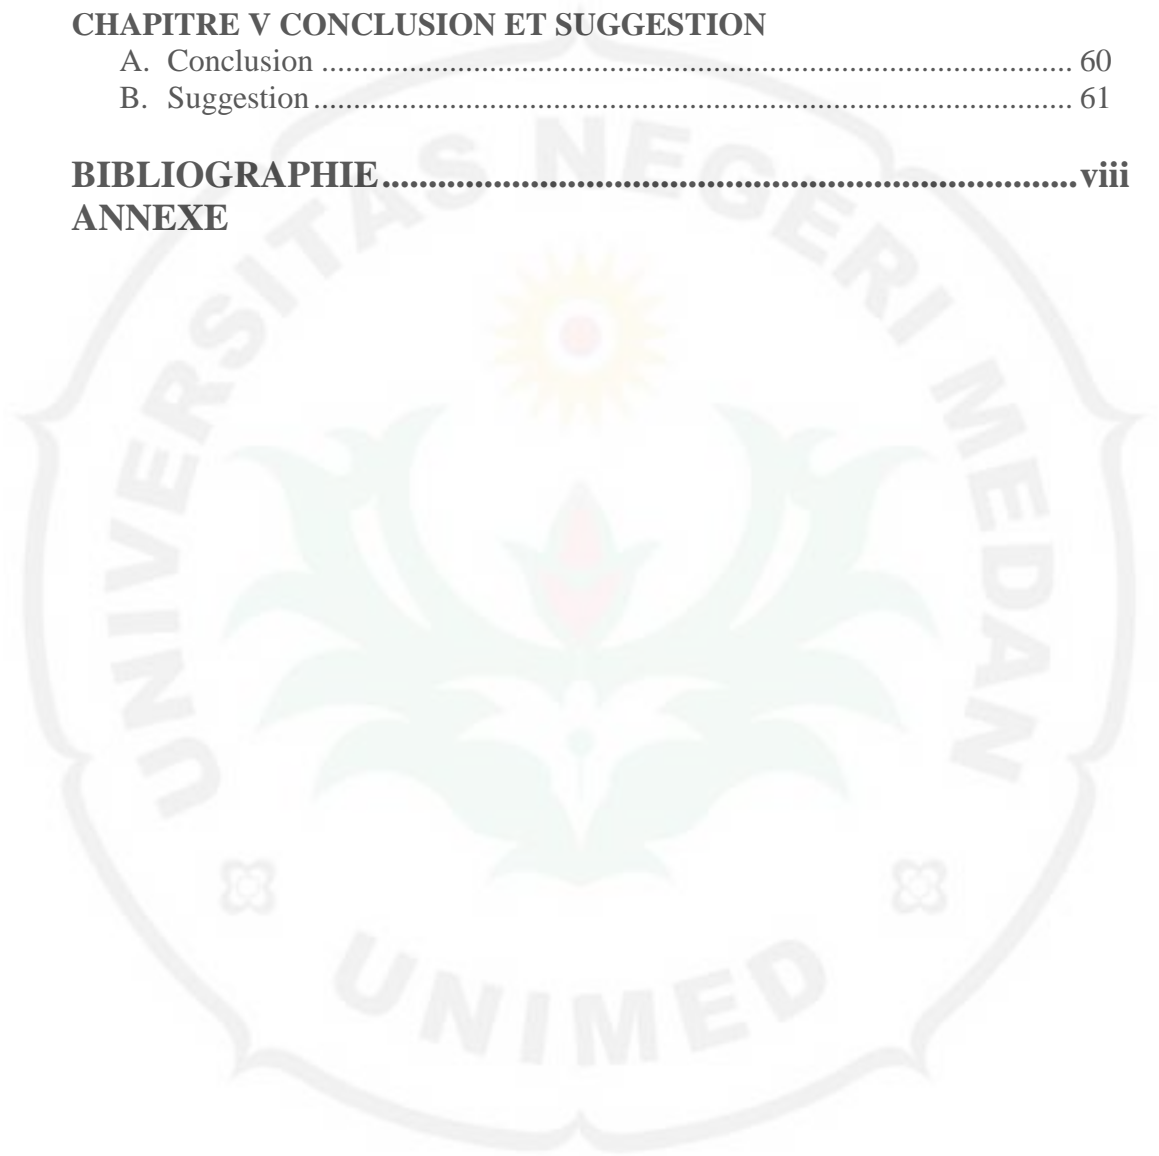 CHAPITRE V CONCLUSION ET SUGGESTION
A. Conclusion ............................................................................................... 60
B. Suggestion ................................................................................................ 61
BIBLIOGRAPHIE ...................................................................... viii
ANNEXE
UNIVERSITAS NEGERI MEDAN
UNIMED